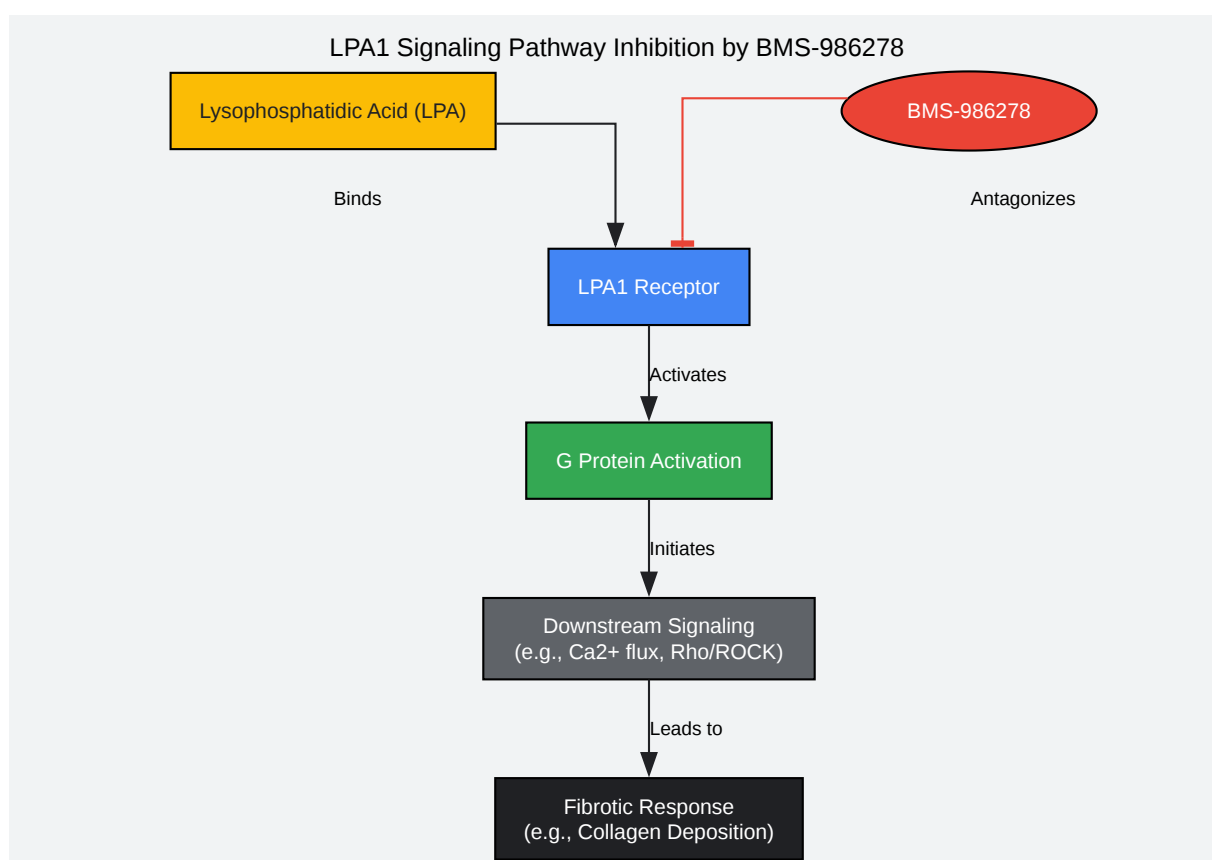 LPA1 Signaling Pathway Inhibition by BMS-986278
Lysophosphatidic Acid (LPA)
BMS-986278
Binds
Antagonizes
LPA1 Receptor
Activates
G Protein Activation
Initiates
Downstream Signaling
(e.g., Ca2+ flux, Rho/ROCK)
Leads to
Fibrotic Response
(e.g., Collagen Deposition)